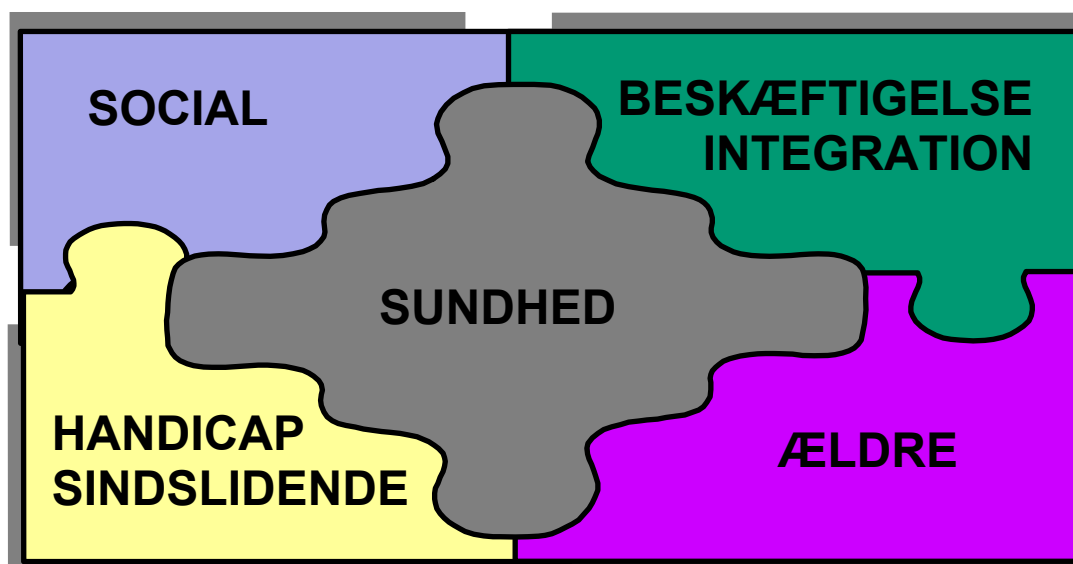 SOCIAL
BESKÆFTIGELSE
INTEGRATION
SUNDHED
HANDICAP
SINDSLIDENDE
ÆLDRE